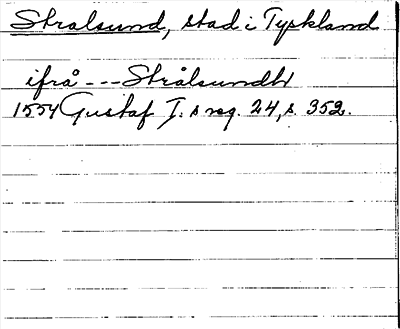 Stralsund, stad i Tyskland
ifrå --- Strålsundh
1554 Gustaf I.s reg. 24, s. 352.